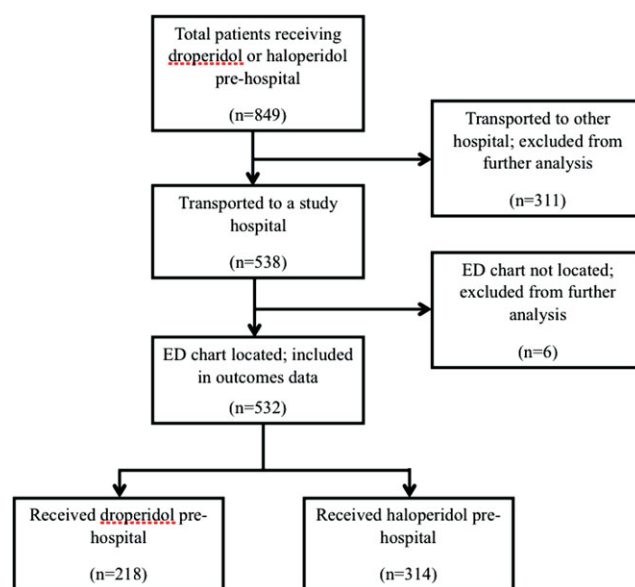 Total patients receiving
droperidol or haloperidol
pre-hospital
(n=849)
Transported to other
hospital; excluded from
further analysis
(n=311)
Transported to a study
hospital
(n=538)
ED chart not located;
excluded from further
analysis
(n=6)
ED chart located; included
in outcomes data
(n=532)
Received droperidol pre-
hospital
(n=218)
Received haloperidol pre-
hospital
(n=314)